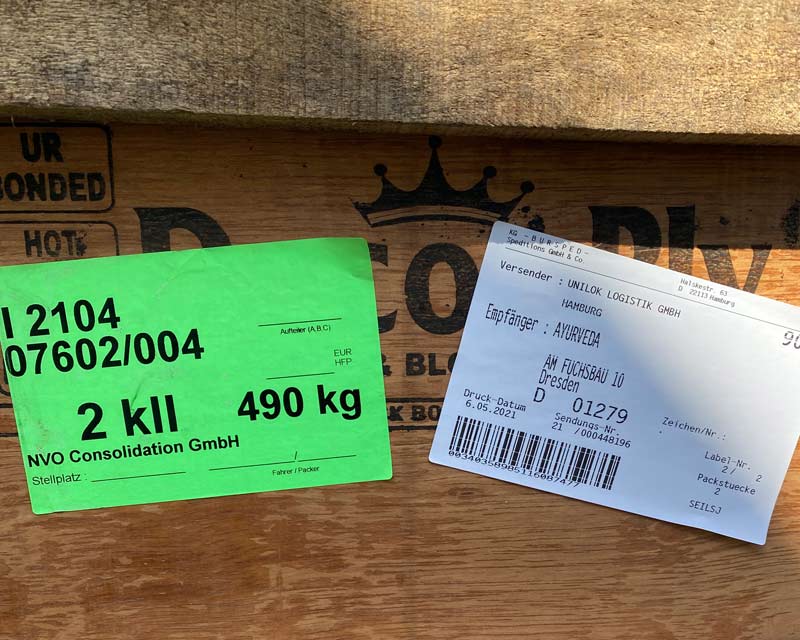 UR
BONDED
HOT
Ply
& BLO
I 2104
07602/004
Aufteiler (A,B,C)
EUR
HFP
2 kll
490 kg
NVO Consolidation GmbH
Stellplatz :
/
Fahrer / Packer
KG - B U R S P E D -
Speditions GmbH & Co.
Halskestr. 63
D 22113 Hamburg
Versender : UNILOK LOGISTIK GMBH
HAMBURG
90
Empfänger : AYURVEDA
AM FUCHSBAU 10
Dresden
D 01279
Druck-Datum
6.05.2021
Sendungs-Nr.
21 /000448196
Zeichen/Nr.:
.
Label-Nr. 2
2/
Packstuecke
2
SEILSJ